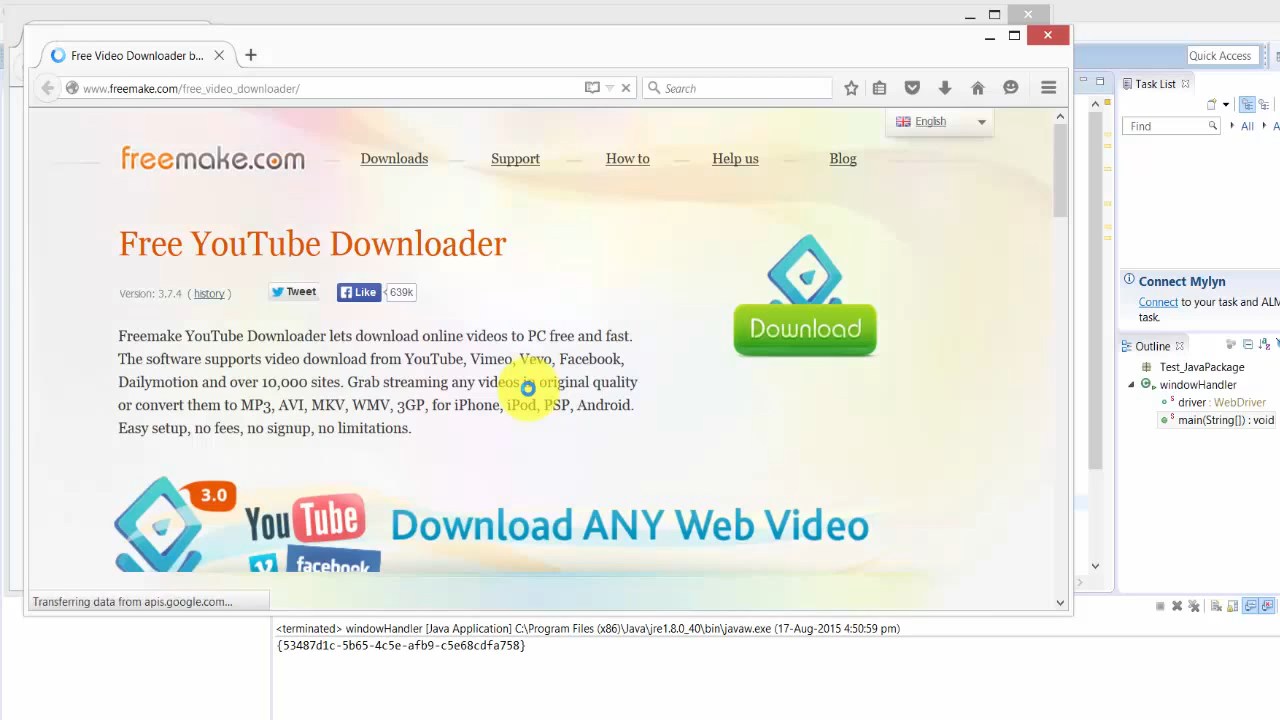 Free Video Downloader b...
www.freemake.com/free_video_downloader/
Search
Quick Access
Task List
Find
All
English
freemake.com
Downloads
Support
How to
Help us
Blog
Free YouTube Downloader
Version: 3.7.4 ( history )
Tweet
Like
639k
Download
Freemake YouTube Downloader lets download online videos to PC free and fast.
The software supports video download from YouTube, Vimeo, Vevo, Facebook,
Dailymotion and over 10,000 sites. Grab streaming any videos in original quality
or convert them to MP3, AVI, MKV, WMV, 3GP, for iPhone, iPod, PSP, Android.
Easy setup, no fees, no signup, no limitations.
3.0
YouTube
facebook
Download ANY Web Video
Connect Mylyn
Connect to your task and ALM
task.
Outline
Test_JavaPackage
windowHandler
driver : WebDriver
main(String[]) : void
Transferring data from apis.google.com...
<terminated> windowHandler [Java Application] C:\Program Files (x86)\Java\jre1.8.0_40\bin\javaw.exe (17-Aug-2015 4:50:59 pm)
{53487d1c-5b65-4c5e-afb9-c5e68cdfa758}